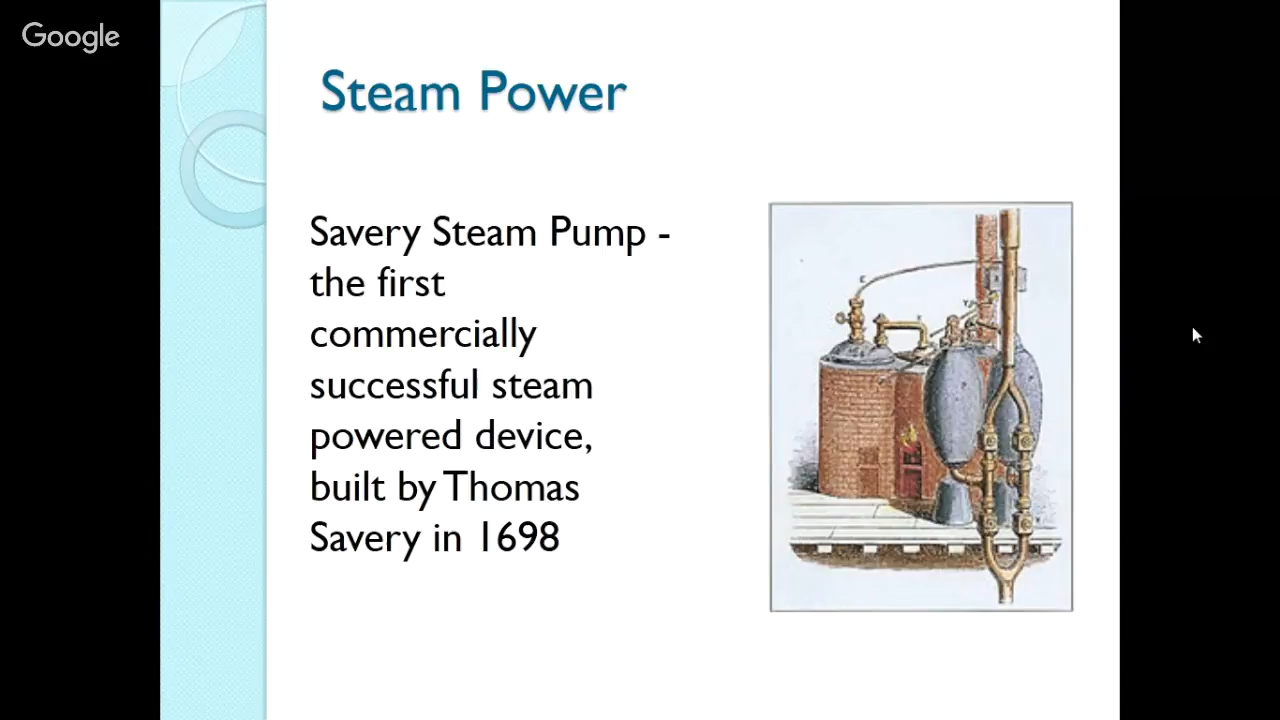 Google
Steam Power
Savery Steam Pump -
the first
commercially
successful steam
powered device,
built by Thomas
Savery in 1698